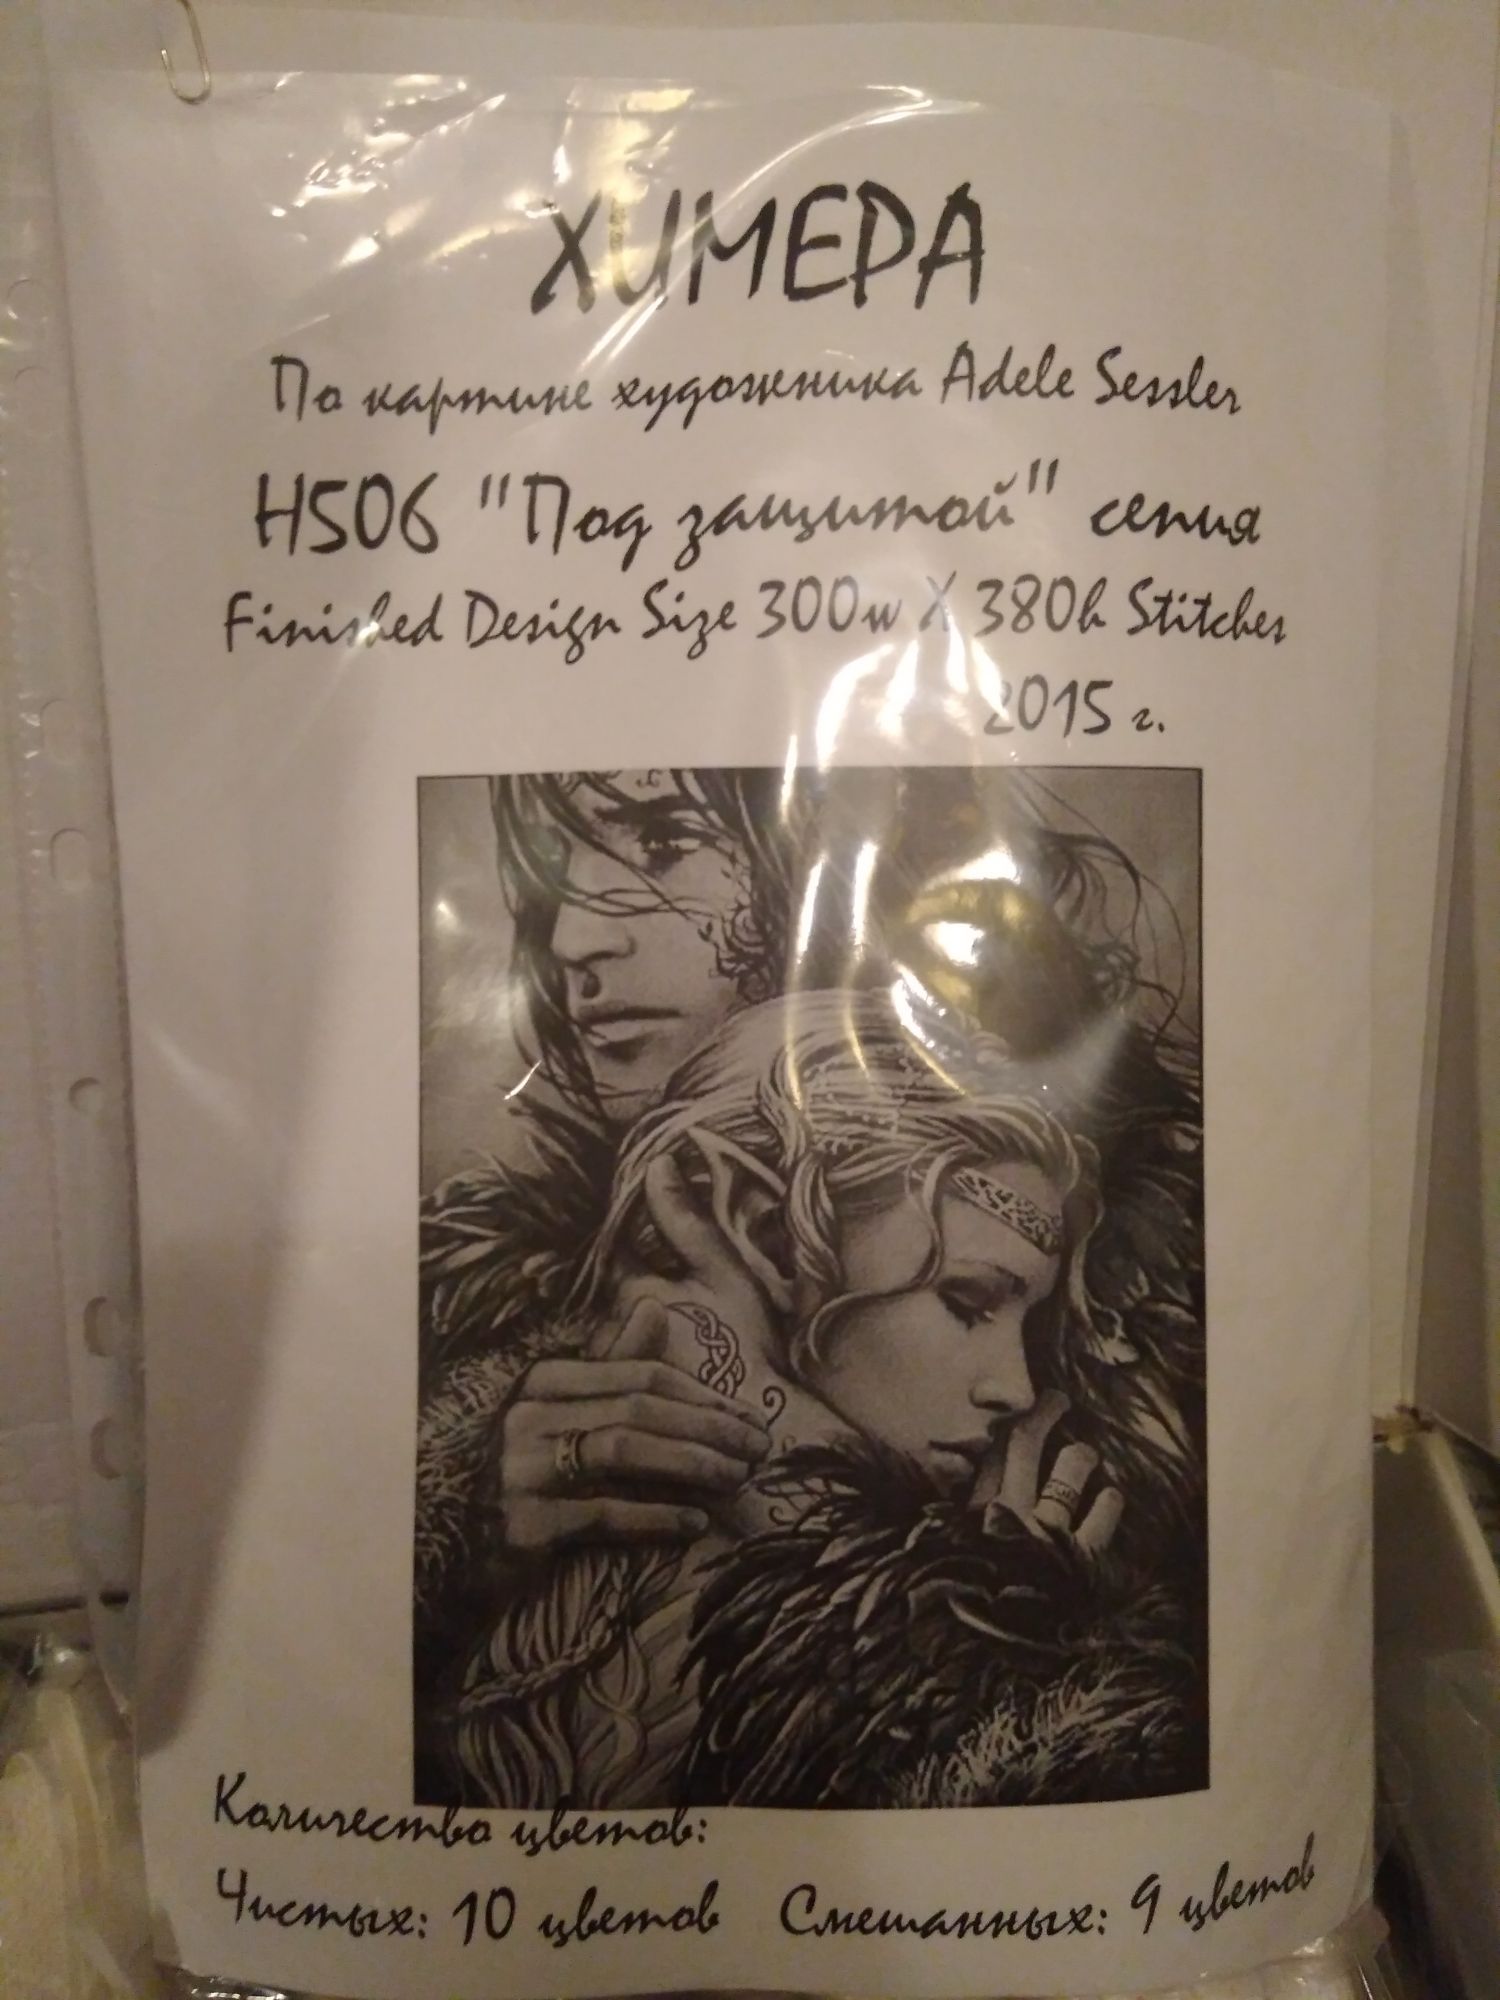 ХИМЕРА
По картине художника Adele Sessler
H506 "Под защитой" сепия
Finished Design Size 300w X 380h Stitches
2015 г.
Количество цветов:
Чистых: 10 цветов Смешанных: 9 цветов